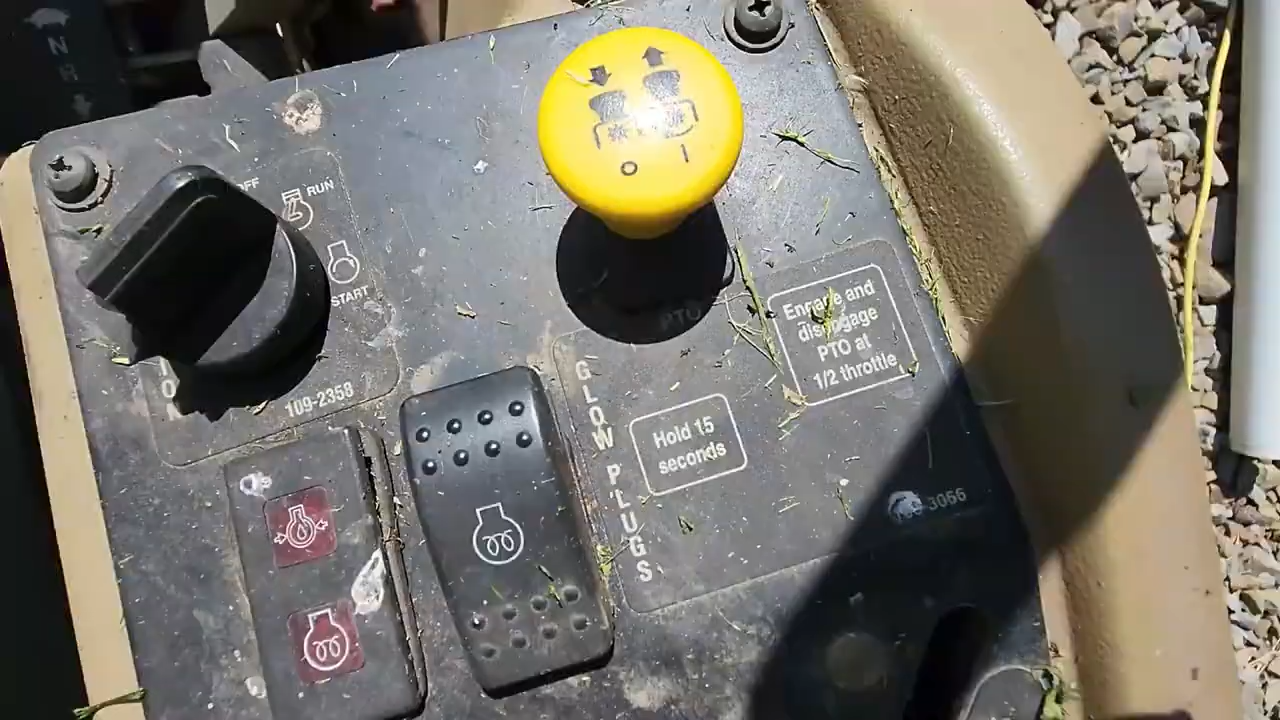 N
R
OFF
RUN
START
109-2358
PTO
Engage and
disengage
PTO at
1/2 throttle
GLOW PLUGS
Hold 15
seconds
O
I